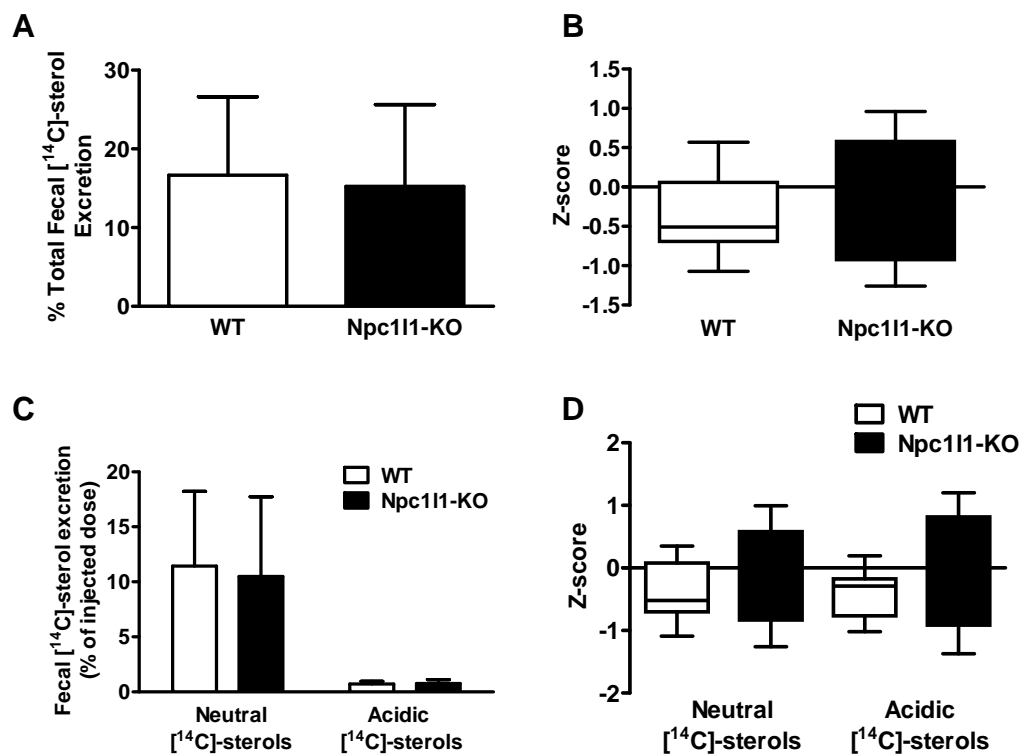 A
% Total Fecal [¹⁴C]-sterol
Excretion
30
20
10
0
WT
Npc1l1-KO
B
Z-score
1.5
1.0
0.5
0.0
-0.5
-1.0
-1.5
WT
Npc1l1-KO
C
Fecal [¹⁴C]-sterol excretion
(% of injected dose)
20
15
10
5
0
WT
Npc1l1-KO
Neutral
[¹⁴C]-sterols
Acidic
[¹⁴C]-sterols
D
WT
Npc1l1-KO
Z-score
2
1
0
-1
-2
Neutral
[¹⁴C]-sterols
Acidic
[¹⁴C]-sterols